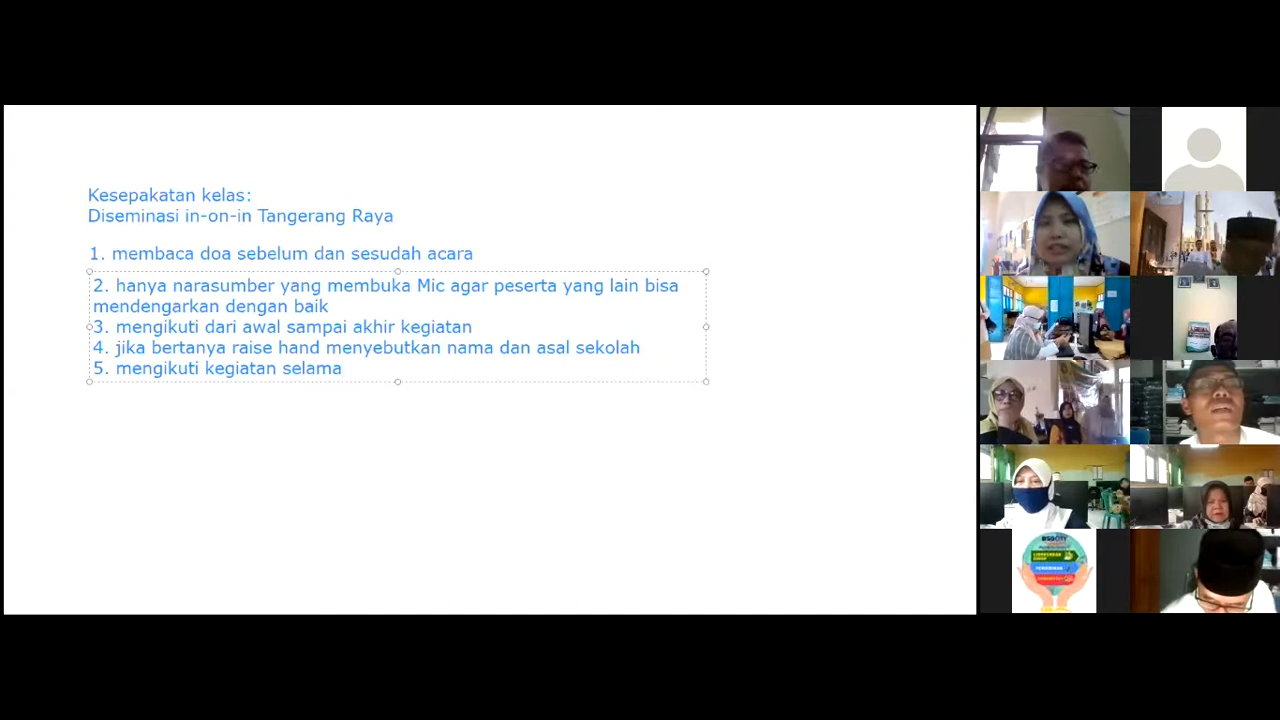 Kesepakatan kelas:
Diseminasi in-on-in Tangerang Raya
1. membaca doa sebelum dan sesudah acara
2. hanya narasumber yang membuka Mic agar peserta yang lain bisa
mendengarkan dengan baik
3. mengikuti dari awal sampai akhir kegiatan
4. jika bertanya raise hand menyebutkan nama dan asal sekolah
5. mengikuti kegiatan selama